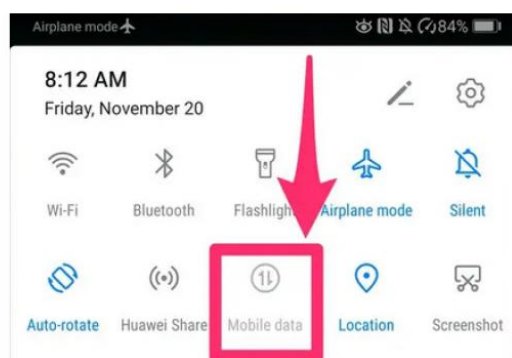 Airplane mode 84%
8:12 AM
Friday, November 20
Wi-Fi Bluetooth Flashlight Airplane mode Silent
Auto-rotate Huawei Share Mobile data Location Screenshot